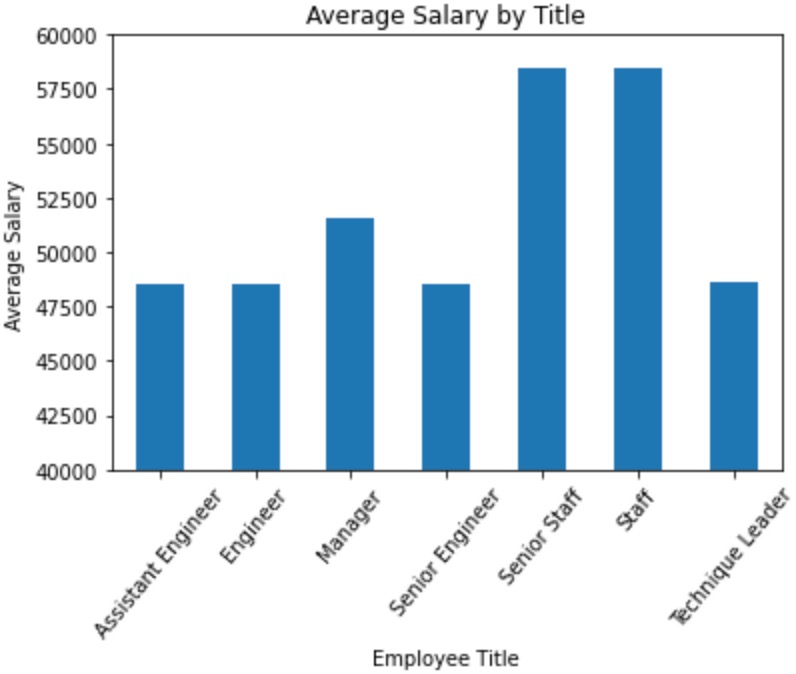 Average Salary by Title
60000
57500
55000
52500
50000
47500
45000
42500
40000
Average Salary
Assistant Engineer
Engineer
Manager
Senior Engineer
Senior Staff
Staff
Technique Leader
Employee Title